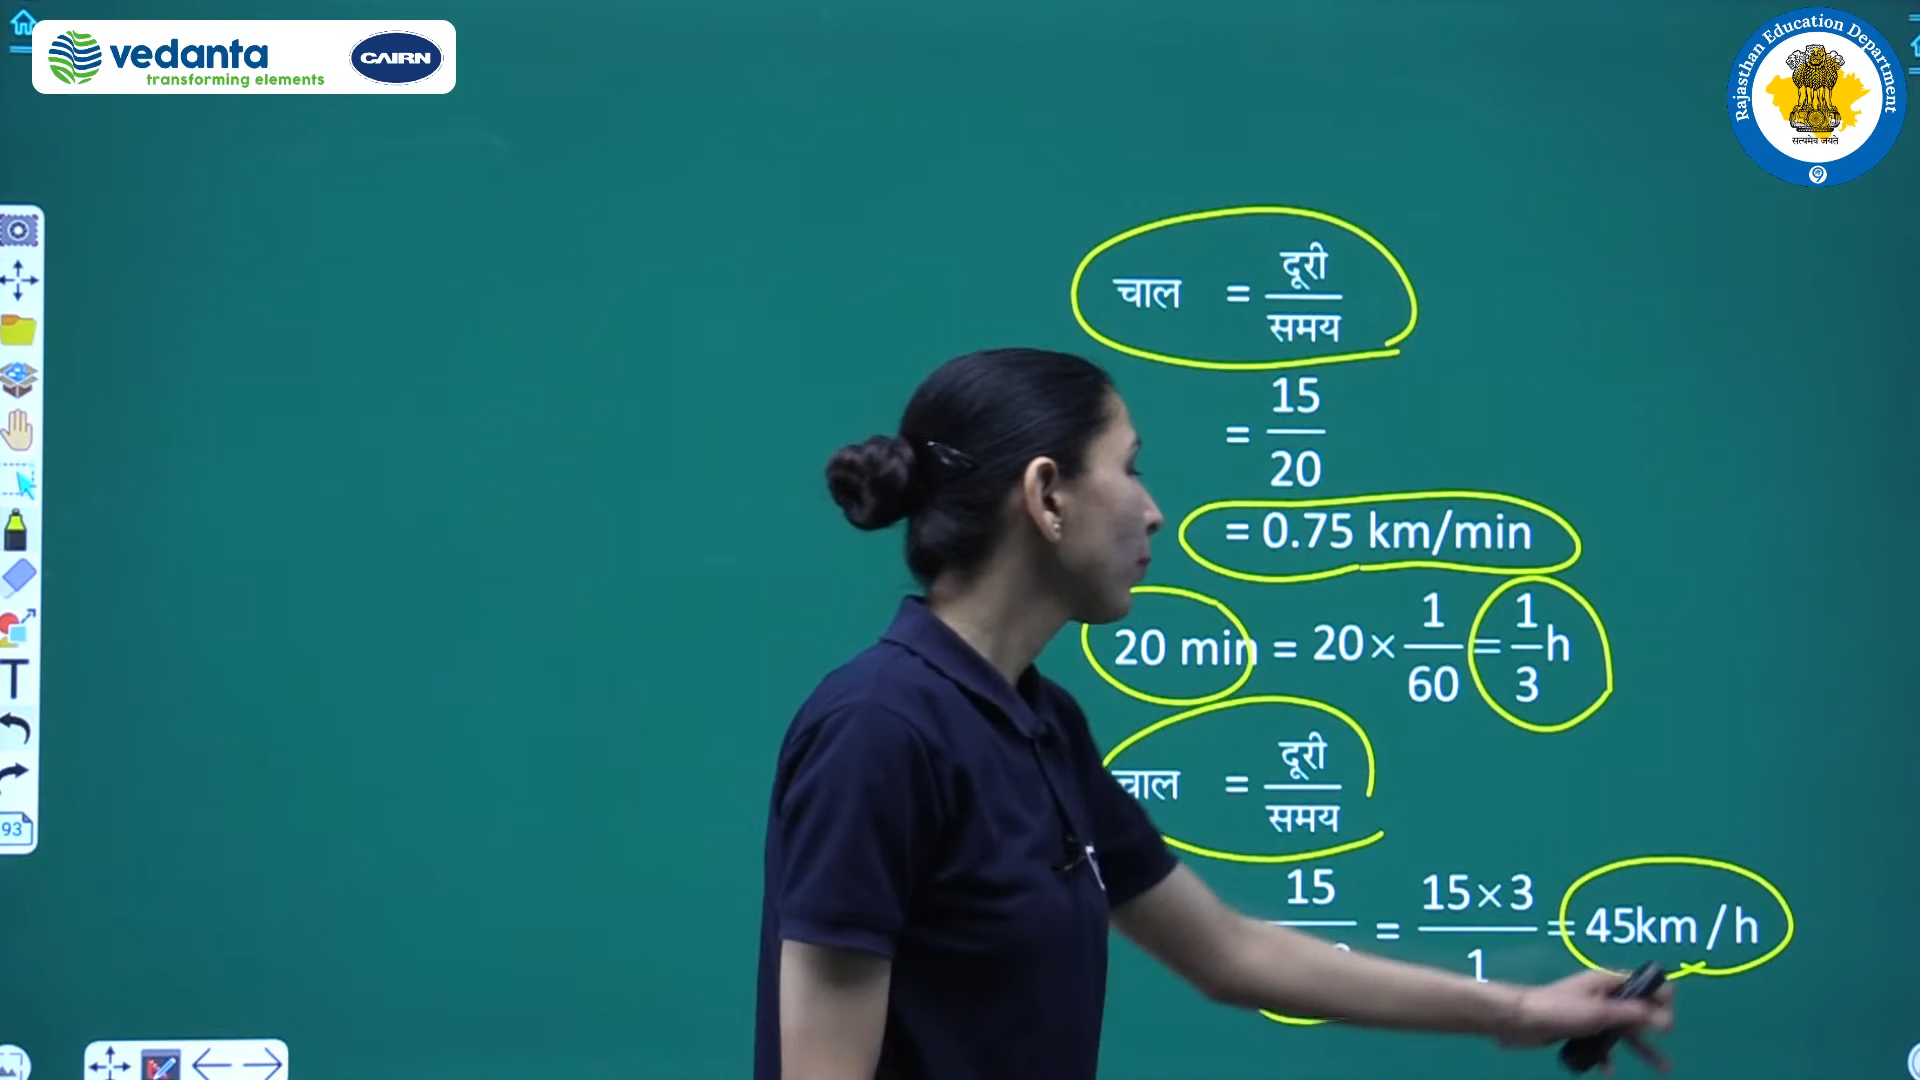 vedanta
transforming elements
CAIRN
Rajasthan Education Department
सत्यमेव जयते
चाल = दूरी / समय
= 15 / 20
= 0.75 km/min
20 min = 20 × 1 / 60 = 1 / 3 h
चाल = दूरी / समय
15 = 15×3 / 1 = 45km/h
T
93